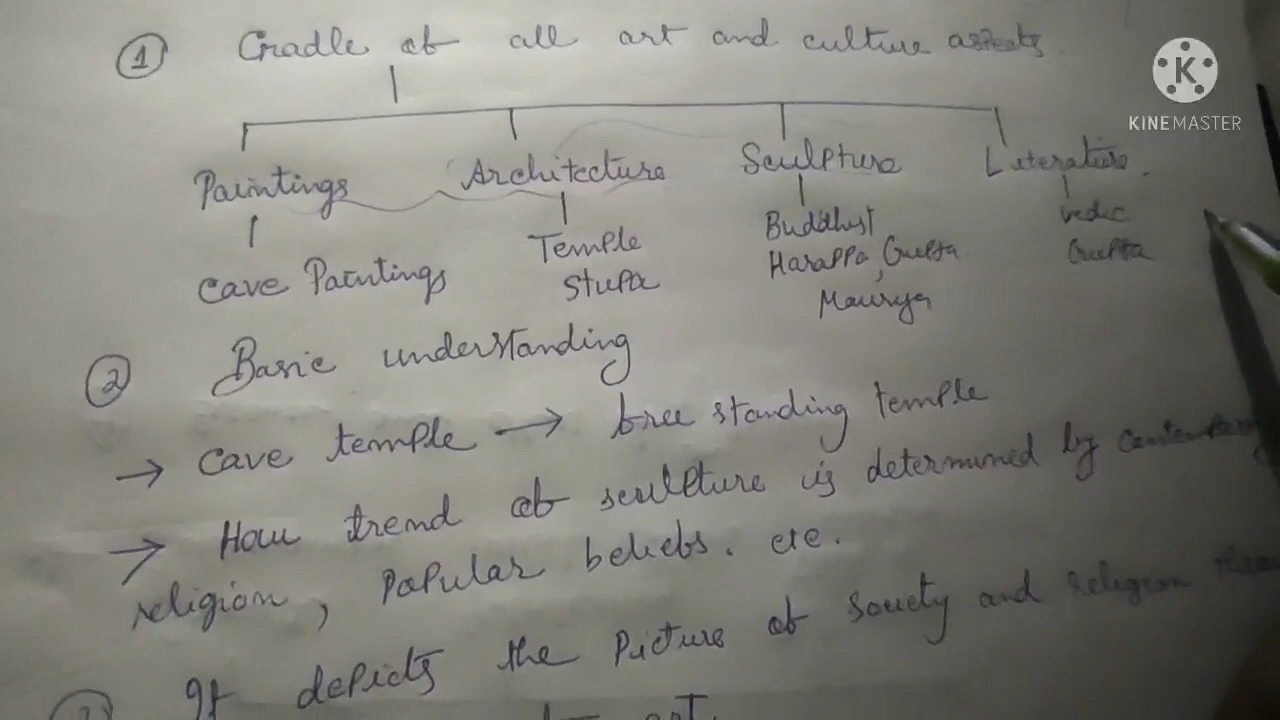 ① Cradle of all art and culture aspects
Paintings Architecture Sculpture Literature.
Cave Paintings Temple Buddhist Vedic
Stupa Harappa, Gupta Gupta
Maurya
② Basic understanding
→ Cave temple → free standing temple
→ How trend of sculpture is determined by
religion, Popular beliefs. etc.
It depicts the Picture of society and religion
art.
K
KINEMASTER